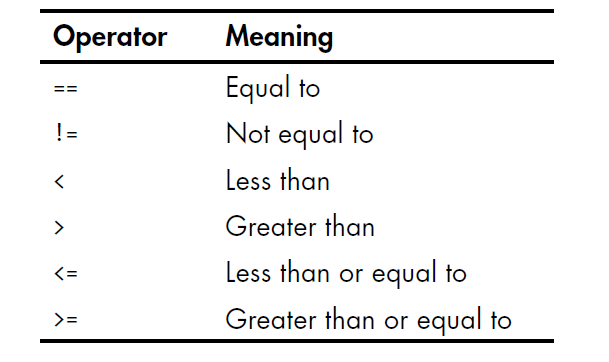 Operator Meaning
== Equal to
!= Not equal to
< Less than
> Greater than
<= Less than or equal to
>= Greater than or equal to